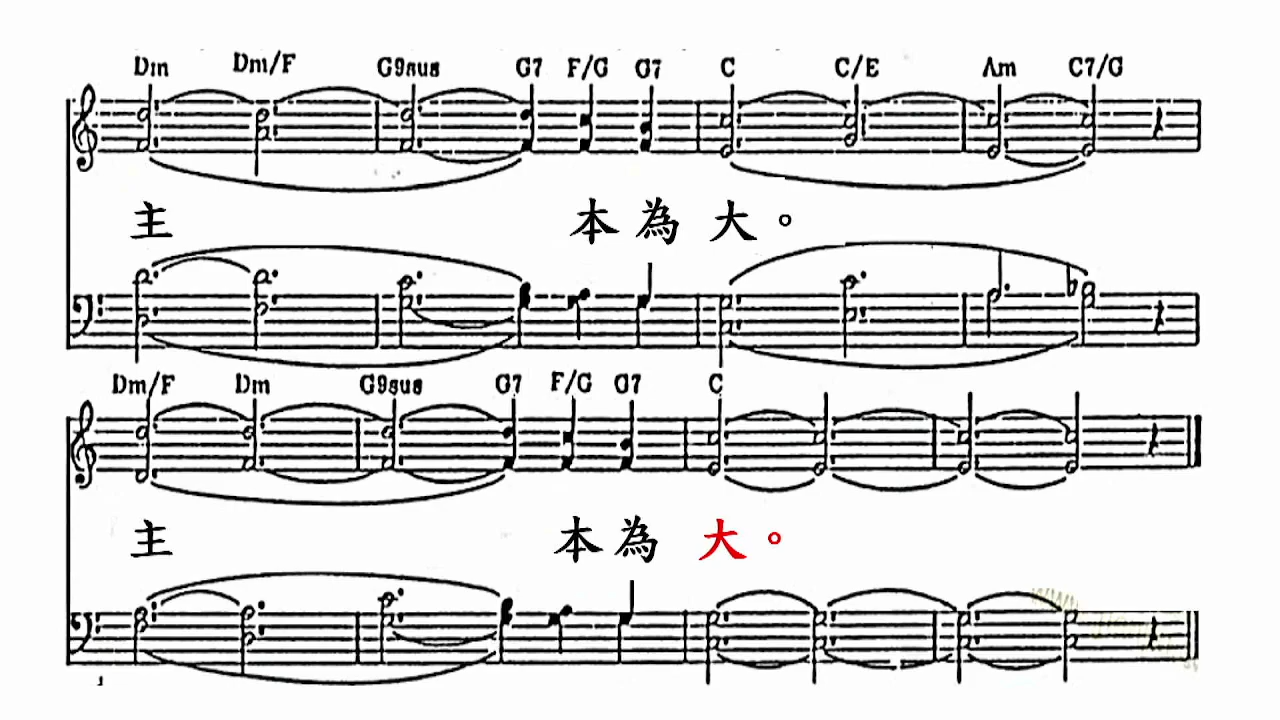 Dm Dm/F G9sus G7 F/G G7 C C/E Am C7/G
主 本為大。
Dm/F Dm G9sus G7 F/G G7 C
主 本為大。